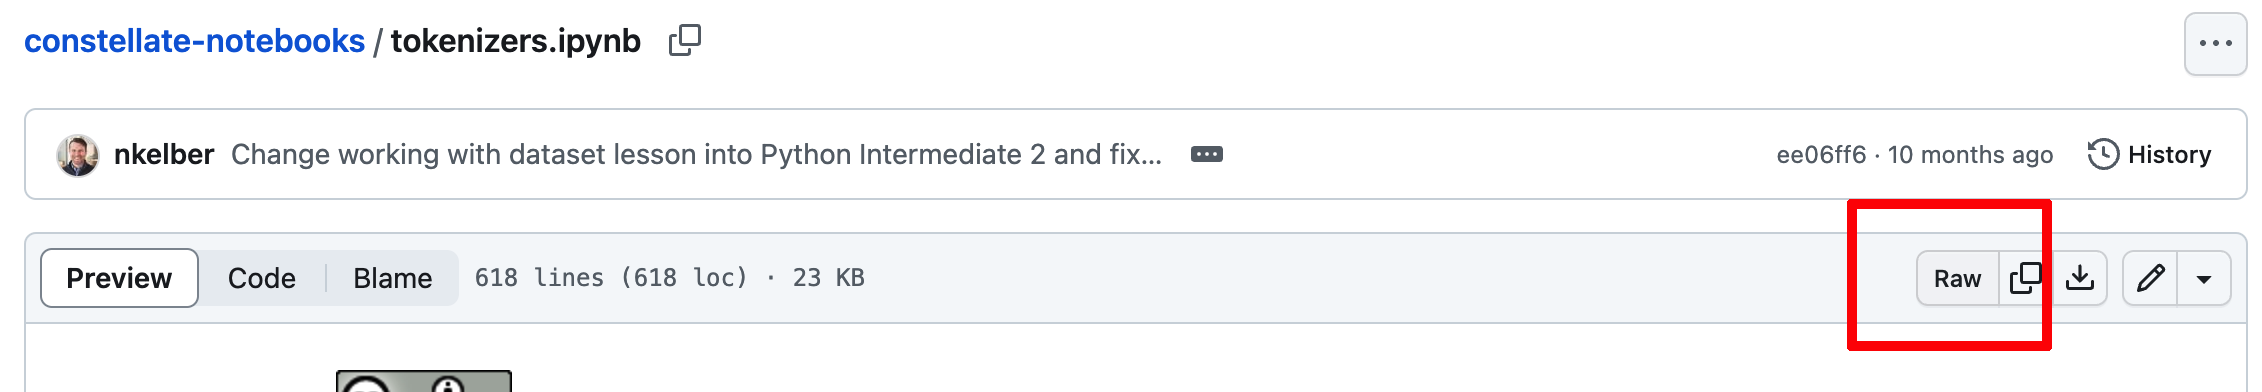 constellate-notebooks / tokenizers.ipynb
nkelber Change working with dataset lesson into Python Intermediate 2 and fix... ee06ff6 · 10 months ago History
Preview Code Blame 618 lines (618 loc) · 23 KB Raw